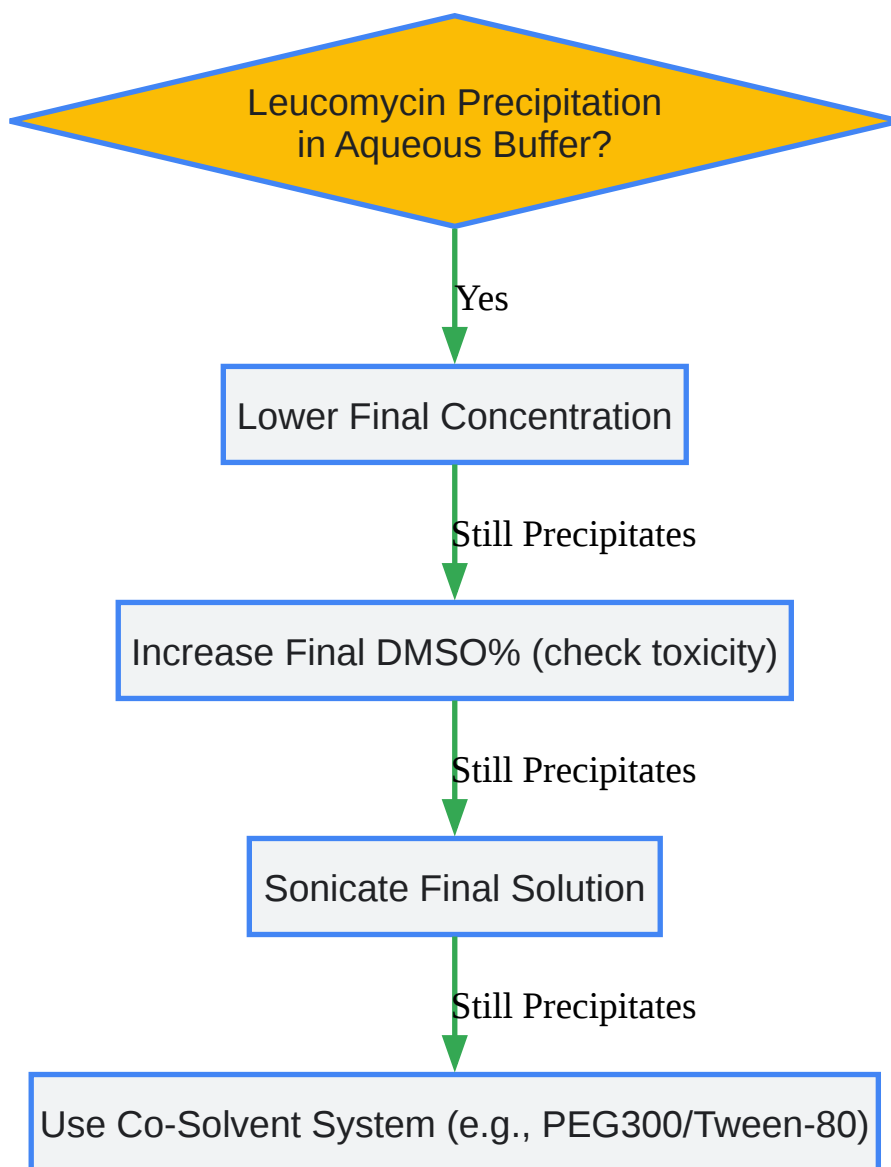 Leucomycin Precipitation
in Aqueous Buffer?
Yes
Lower Final Concentration
Still Precipitates
Increase Final DMSO% (check toxicity)
Still Precipitates
Sonicate Final Solution
Still Precipitates
Use Co-Solvent System (e.g., PEG300/Tween-80)